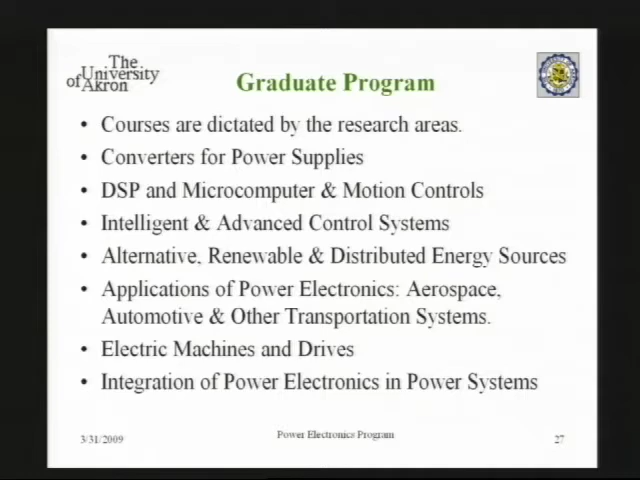 The
University
of Akron
Graduate Program
• Courses are dictated by the research areas.
• Converters for Power Supplies
• DSP and Microcomputer & Motion Controls
• Intelligent & Advanced Control Systems
• Alternative, Renewable & Distributed Energy Sources
• Applications of Power Electronics: Aerospace,
Automotive & Other Transportation Systems.
• Electric Machines and Drives
• Integration of Power Electronics in Power Systems
3/31/2009
Power Electronics Program
27